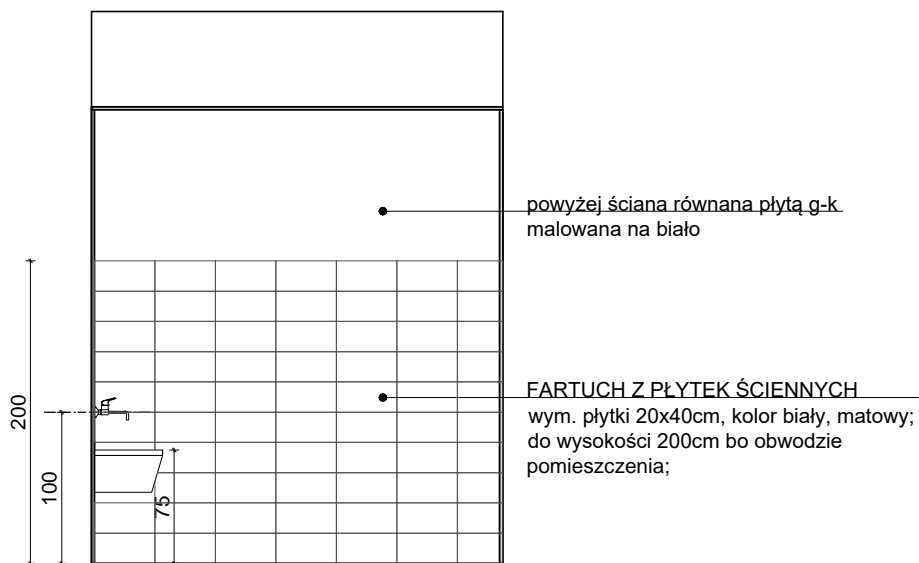 powyżej ściana równana płytą g-k
malowana na biało
FARTUCH Z PŁYTEK ŚCIENNYCH
wym. płytki 20x40cm, kolor biały, matowy;
do wysokości 200cm bo obwodzie
pomieszczenia;
200
100
75